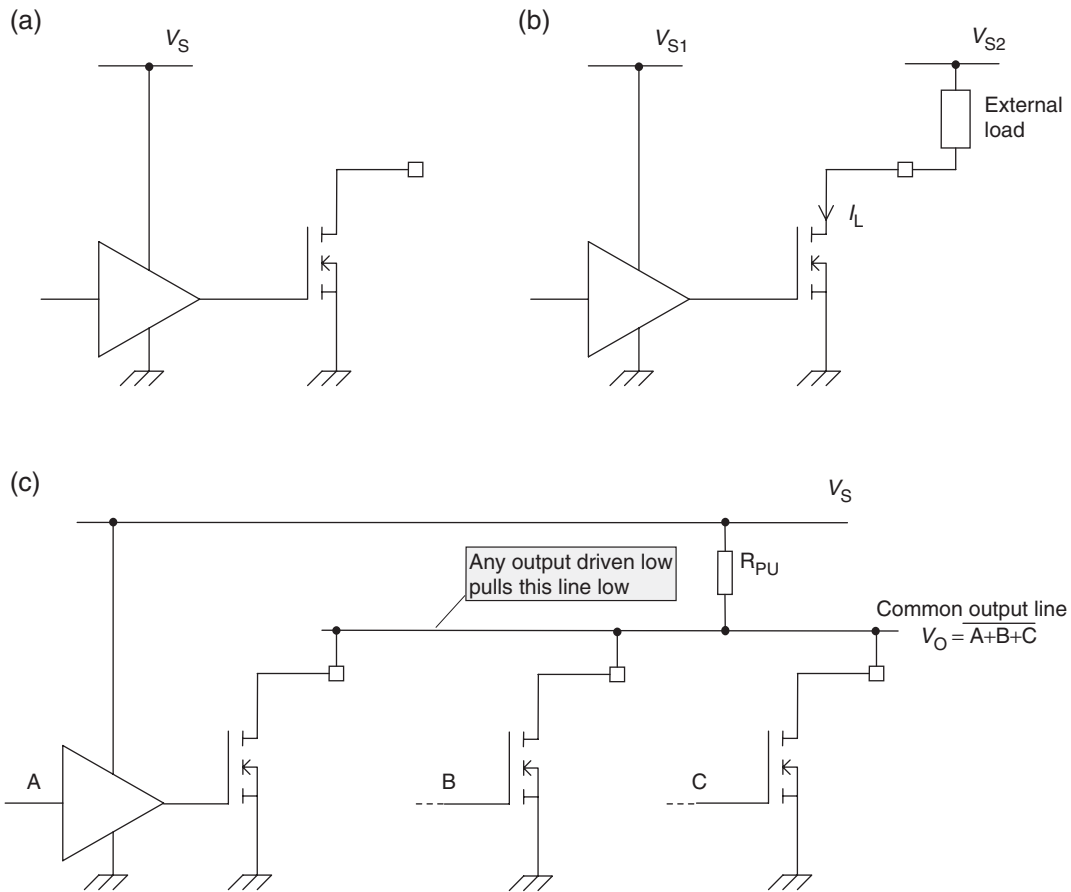 (a)
V_S
(b)
V_S1
V_S2
External
load
I_L
(c)
V_S
Any output driven low
pulls this line low
R_PU
Common output line
V_O = \overline{A+B+C}
A
B
C